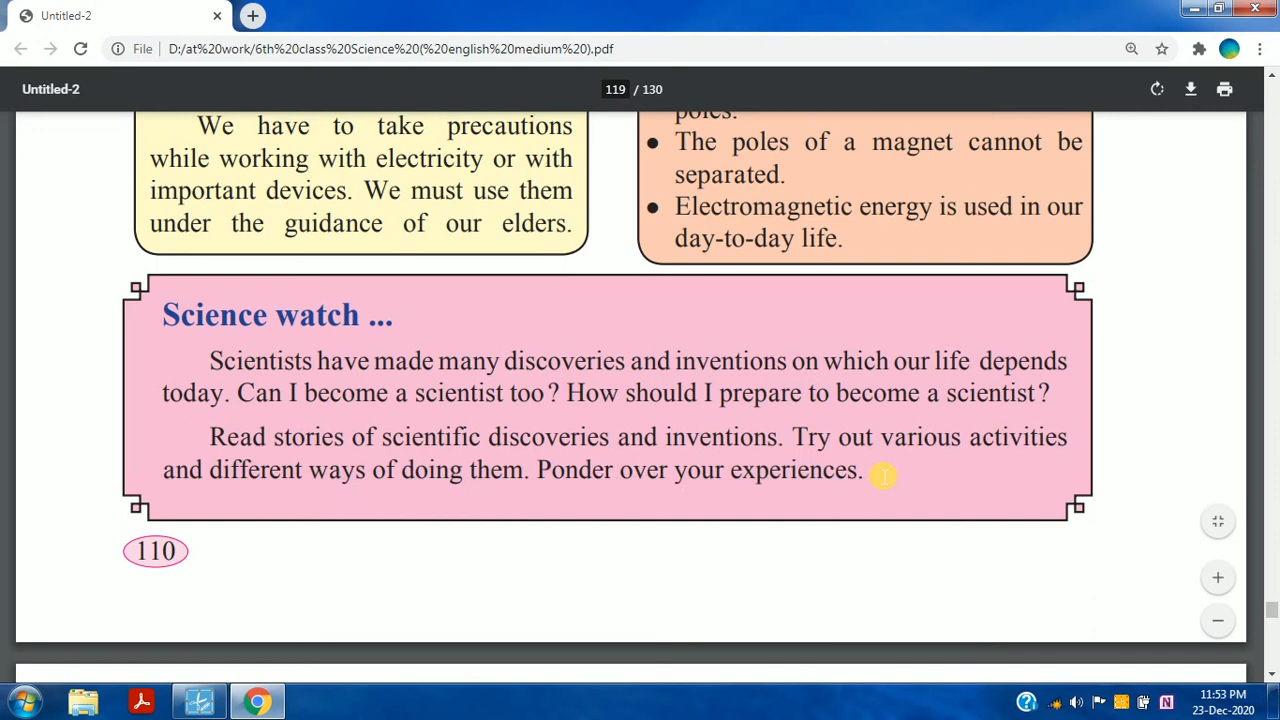 Untitled-2
File
D:/at%20work/6th%20class%20Science%20(%20english%20medium%20).pdf
Untitled-2
119 / 130
We have to take precautions
while working with electricity or with
important devices. We must use them
under the guidance of our elders.
poles.
• The poles of a magnet cannot be
separated.
• Electromagnetic energy is used in our
day-to-day life.
Science watch ...
Scientists have made many discoveries and inventions on which our life depends
today. Can I become a scientist too? How should I prepare to become a scientist?
Read stories of scientific discoveries and inventions. Try out various activities
and different ways of doing them. Ponder over your experiences.
110
11:53 PM
23-Dec-2020